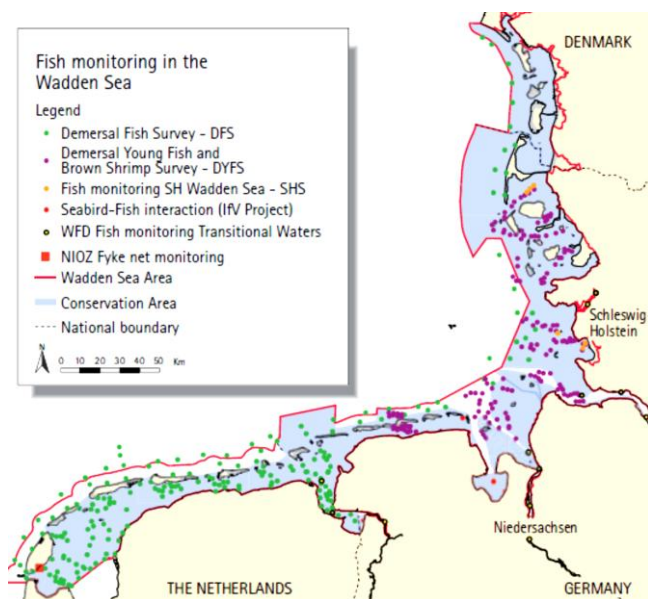 Fish monitoring in the
Wadden Sea
Legend
Demersal Fish Survey - DFS
Demersal Young Fish and
Brown Shrimp Survey - DYFS
Fish monitoring SH Wadden Sea - SHS
Seabird-Fish interaction (IfV Project)
WFD Fish monitoring Transitional Waters
NIOZ Fyke net monitoring
Wadden Sea Area
Conservation Area
National boundary
N
0 10 20 30 40 50 Km
DENMARK
Schleswig
Holstein
Niedersachsen
THE NETHERLANDS
GERMANY